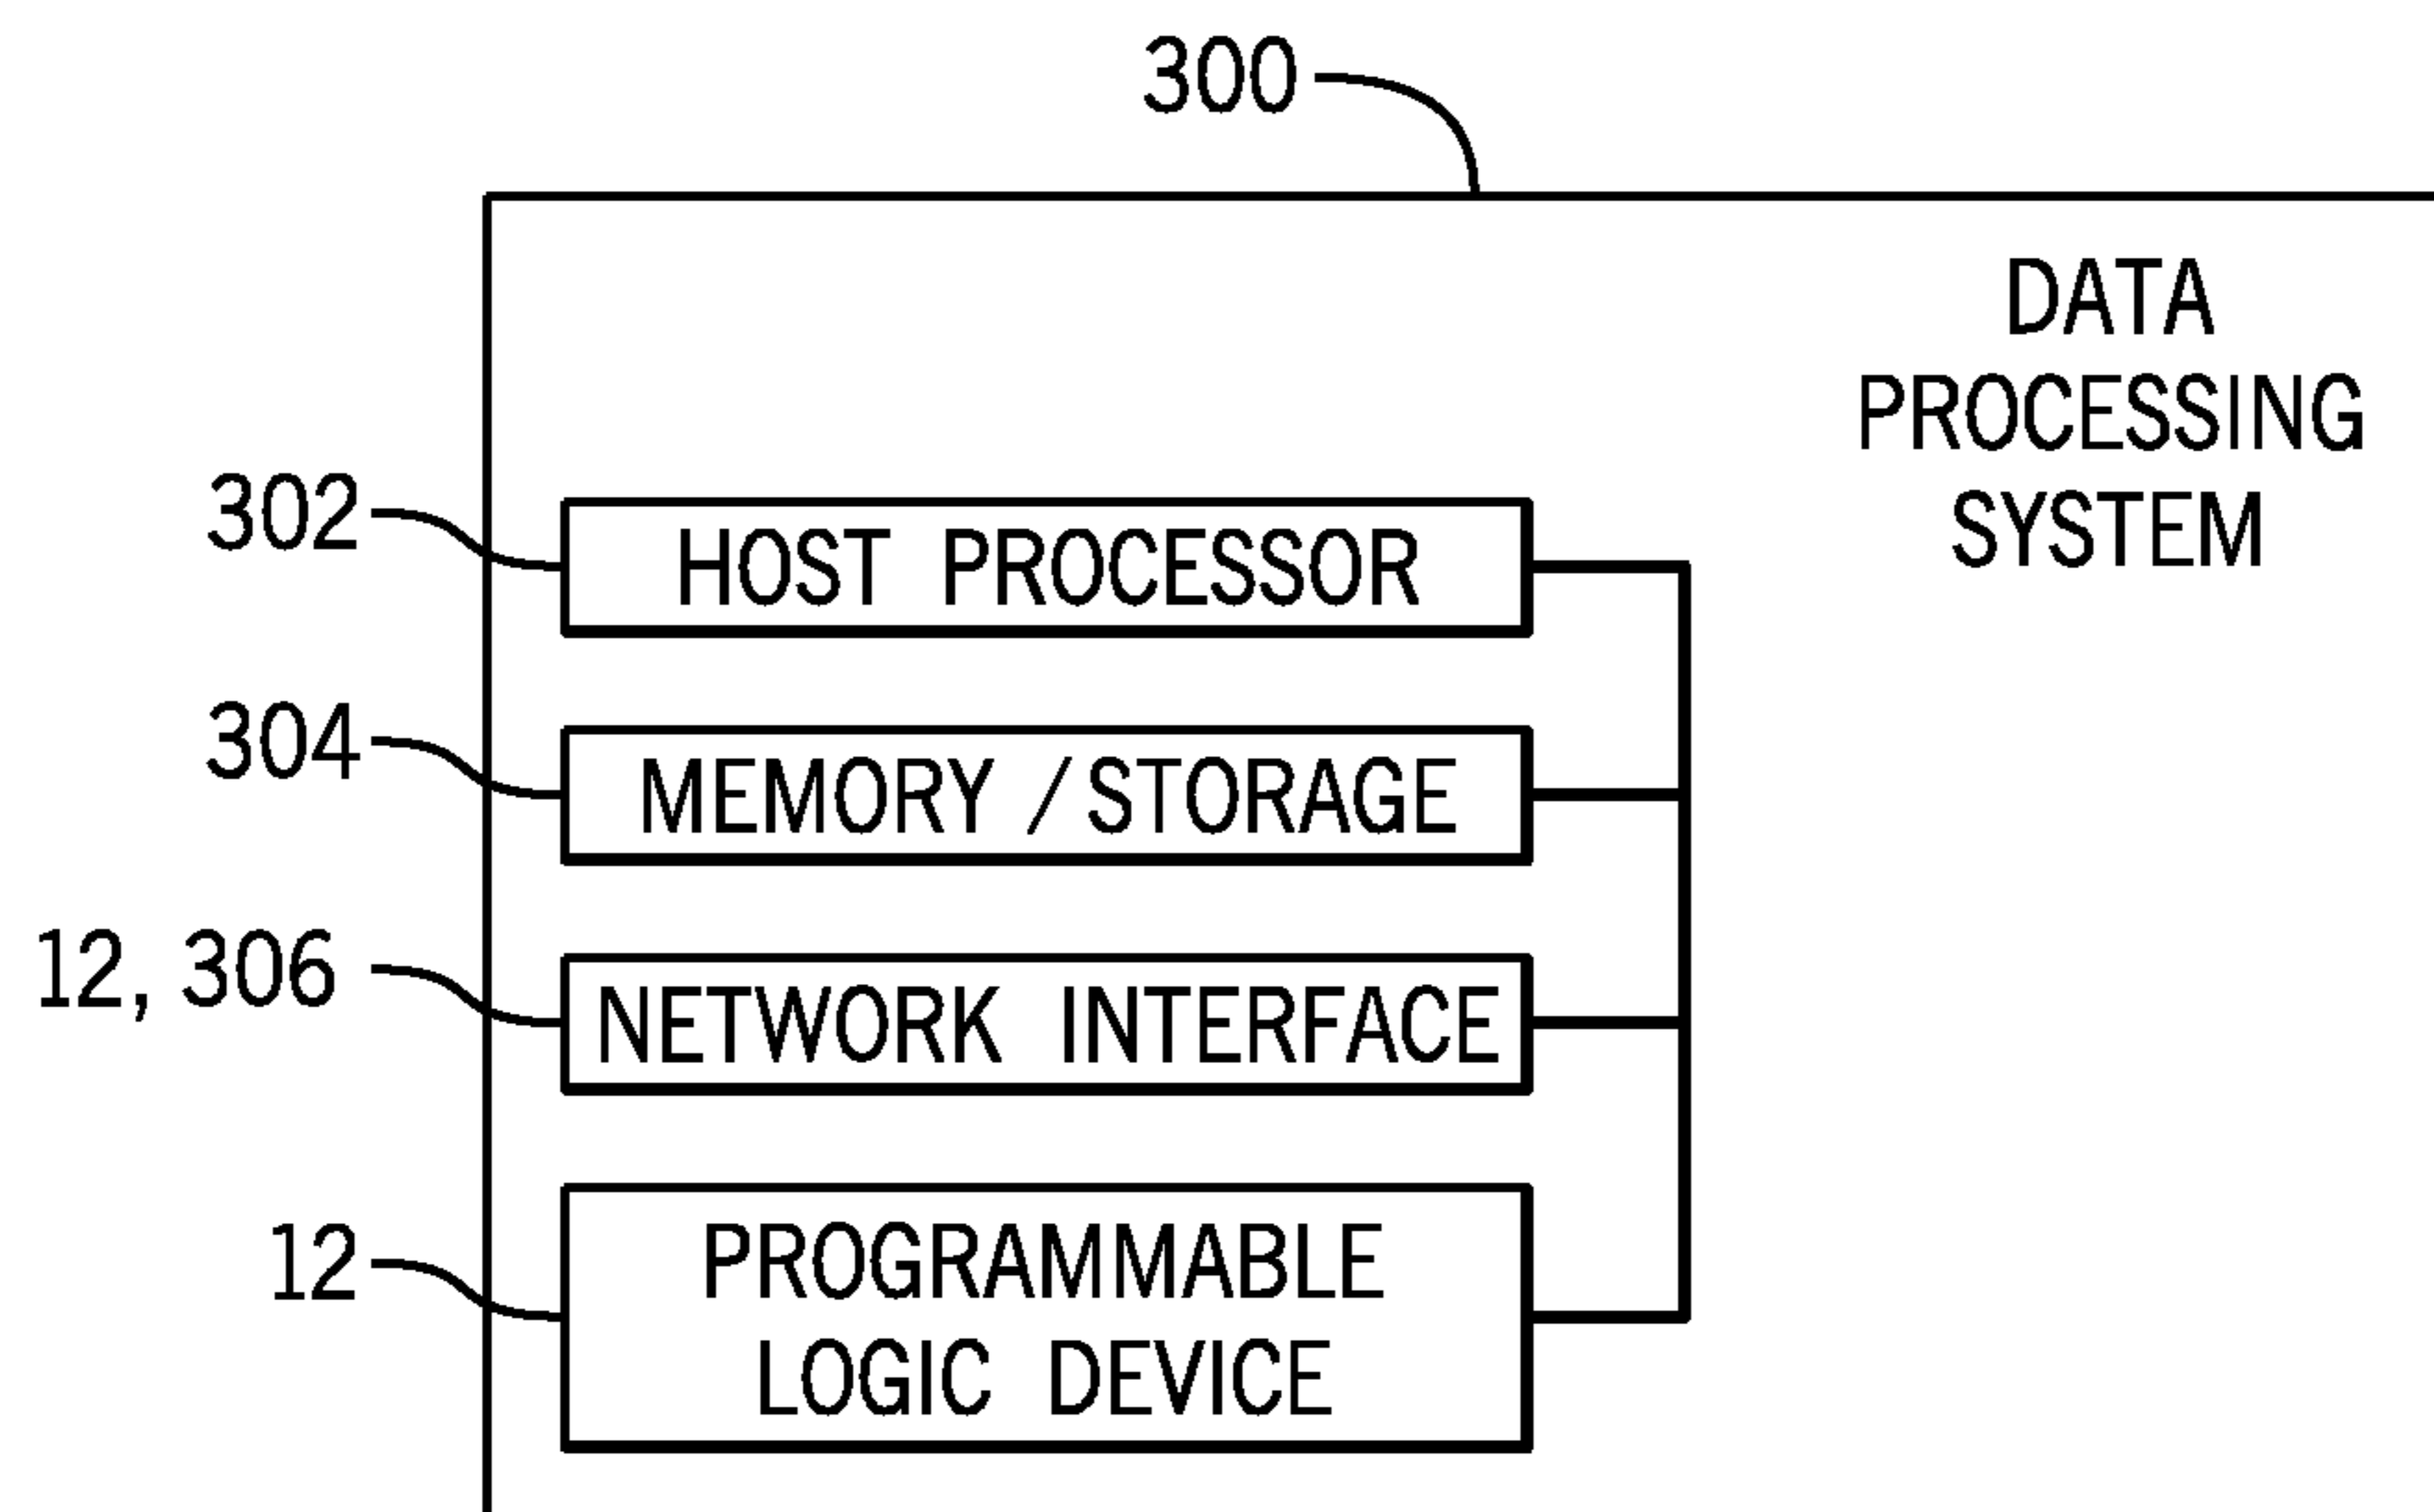 300
DATA
PROCESSING
SYSTEM
302
HOST PROCESSOR
304
MEMORY / STORAGE
12, 306
NETWORK INTERFACE
12
PROGRAMMABLE
LOGIC DEVICE